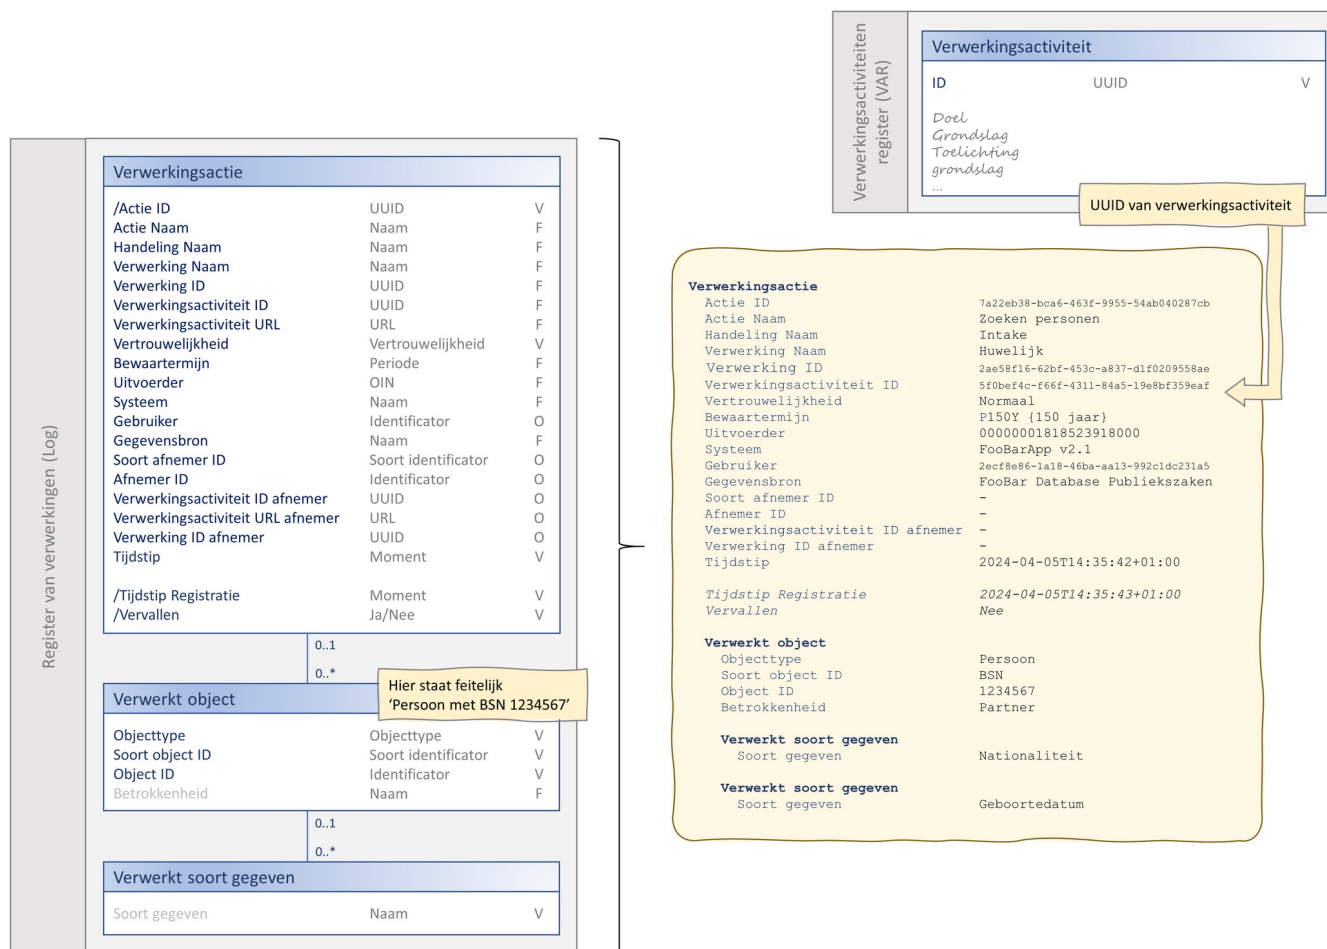 Verwerkingsactiviteiten
register (VAR)
Verwerkingsactiviteit
ID UUID V
Doel
Grondslag
Toelichting
grondslag
...
UUID van verwerkingsactiviteit
Register van verwerkingen (Log)
Verwerkingsactie
/Actie ID UUID V
Actie Naam Naam F
Handeling Naam Naam F
Verwerking Naam Naam F
Verwerking ID UUID F
Verwerkingsactiviteit ID UUID F
Verwerkingsactiviteit URL URL F
Vertrouwelijkheid Vertrouwelijkheid V
Bewaartermijn Periode F
Uitvoerder OIN F
Systeem Naam F
Gebruiker Identificator O
Gegevensbron Naam F
Soort afnemer ID Soort identificator O
Afnemer ID Identificator O
Verwerkingsactiviteit ID afnemer UUID O
Verwerkingsactiviteit URL afnemer URL O
Verwerking ID afnemer UUID O
Tijdstip Moment V
/Tijdstip Registratie Moment V
/Vervallen Ja/Nee V
0..1
0..*
Verwerkt object
Hier staat feitelijk
‘Persoon met BSN 1234567’
Objecttype Objecttype V
Soort object ID Soort identificator V
Object ID Identificator V
Betrokkenheid Naam F
0..1
0..*
Verwerkt soort gegeven
Soort gegeven Naam V
Verwerkingsactie
Actie ID 7a22eb38-bca6-463f-9955-54ab040287cb
Actie Naam Zoeken personen
Handeling Naam Intake
Verwerking Naam Huwelijk
Verwerking ID 2ae58f16-62bf-453c-a837-d1f0209558ae
Verwerkingsactiviteit ID 5f0bef4c-f66f-4311-84a5-19e8bf359eaf
Vertrouwelijkheid Normaal
Bewaartermijn P150Y {150 jaar}
Uitvoerder 00000001818523918000
Systeem FooBarApp v2.1
Gebruiker 2ecf8e86-1a18-46ba-aa13-992c1dc231a5
Gegevensbron FooBar Database Publiekszaken
Soort afnemer ID -
Afnemer ID -
Verwerkingsactiviteit ID afnemer -
Verwerking ID afnemer -
Tijdstip 2024-04-05T14:35:42+01:00
Tijdstip Registratie 2024-04-05T14:35:43+01:00
Vervallen Nee
Verwerkt object
Objecttype Persoon
Soort object ID BSN
Object ID 1234567
Betrokkenheid Partner
Verwerkt soort gegeven
Soort gegeven Nationaliteit
Verwerkt soort gegeven
Soort gegeven Geboortedatum